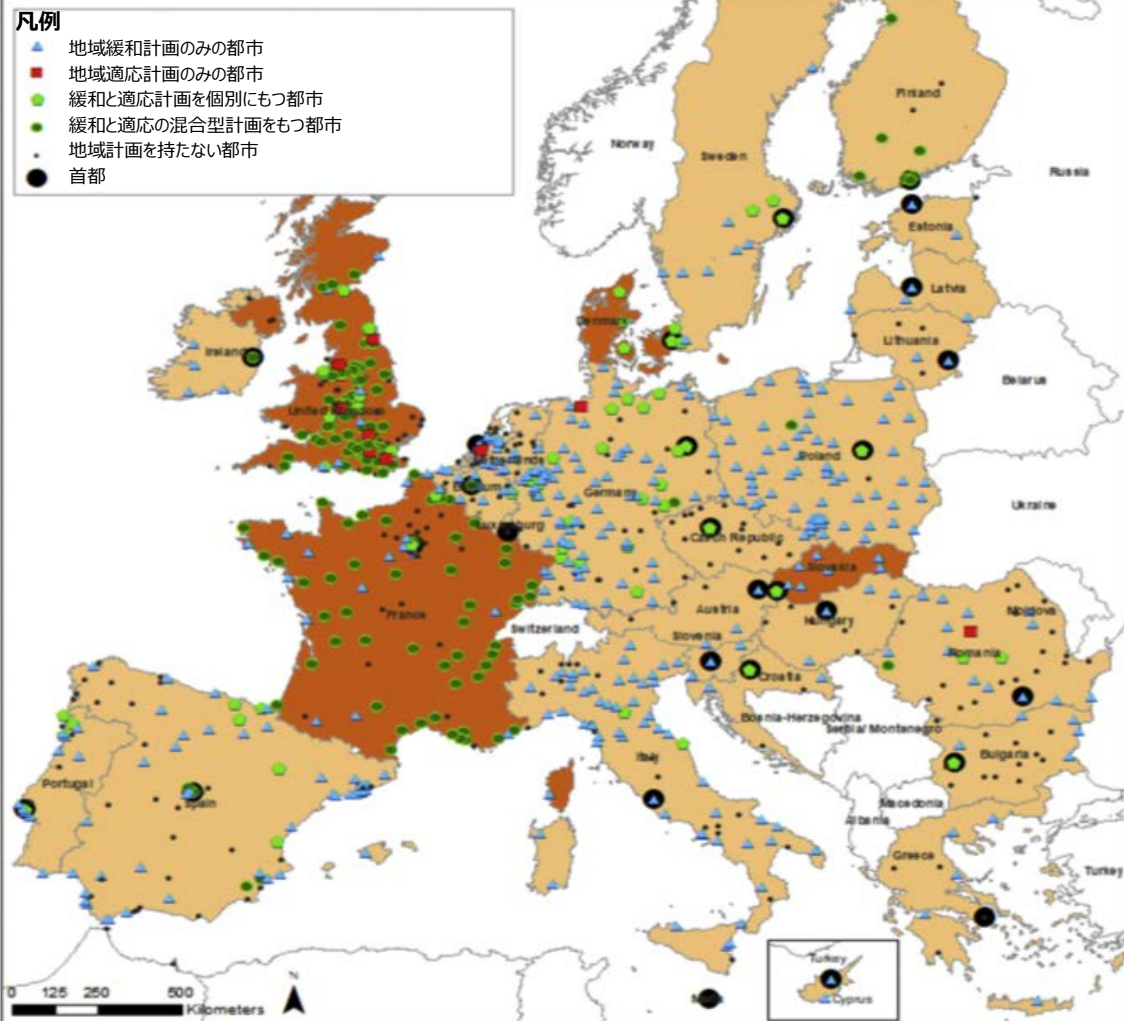 凡例
地域緩和計画のみの都市
地域適応計画のみの都市
緩和と適応計画を個別にもつ都市
緩和と適応の混合型計画をもつ都市
地域計画を持たない都市
首都
Finland
Norway
Sweden
Russia
Estonia
Latvia
Denmark
Lithuania
Ireland
Belarus
United Kingdom
Poland
Netherlands
Belgium
Germany
Ukraine
Luxemburg
Czech Republic
Slovakia
France
Austria
Moldova
Switzerland
Hungary
Slovenia
Romania
Croatia
Bosnia-Herzegovina
Serbia/ Montenegro
Italy
Bulgaria
Portugal
Spain
Macedonia
Albania
Greece
Turkey
Turkey
Cyprus
Malta
N
0 125 250 500
Kilometers